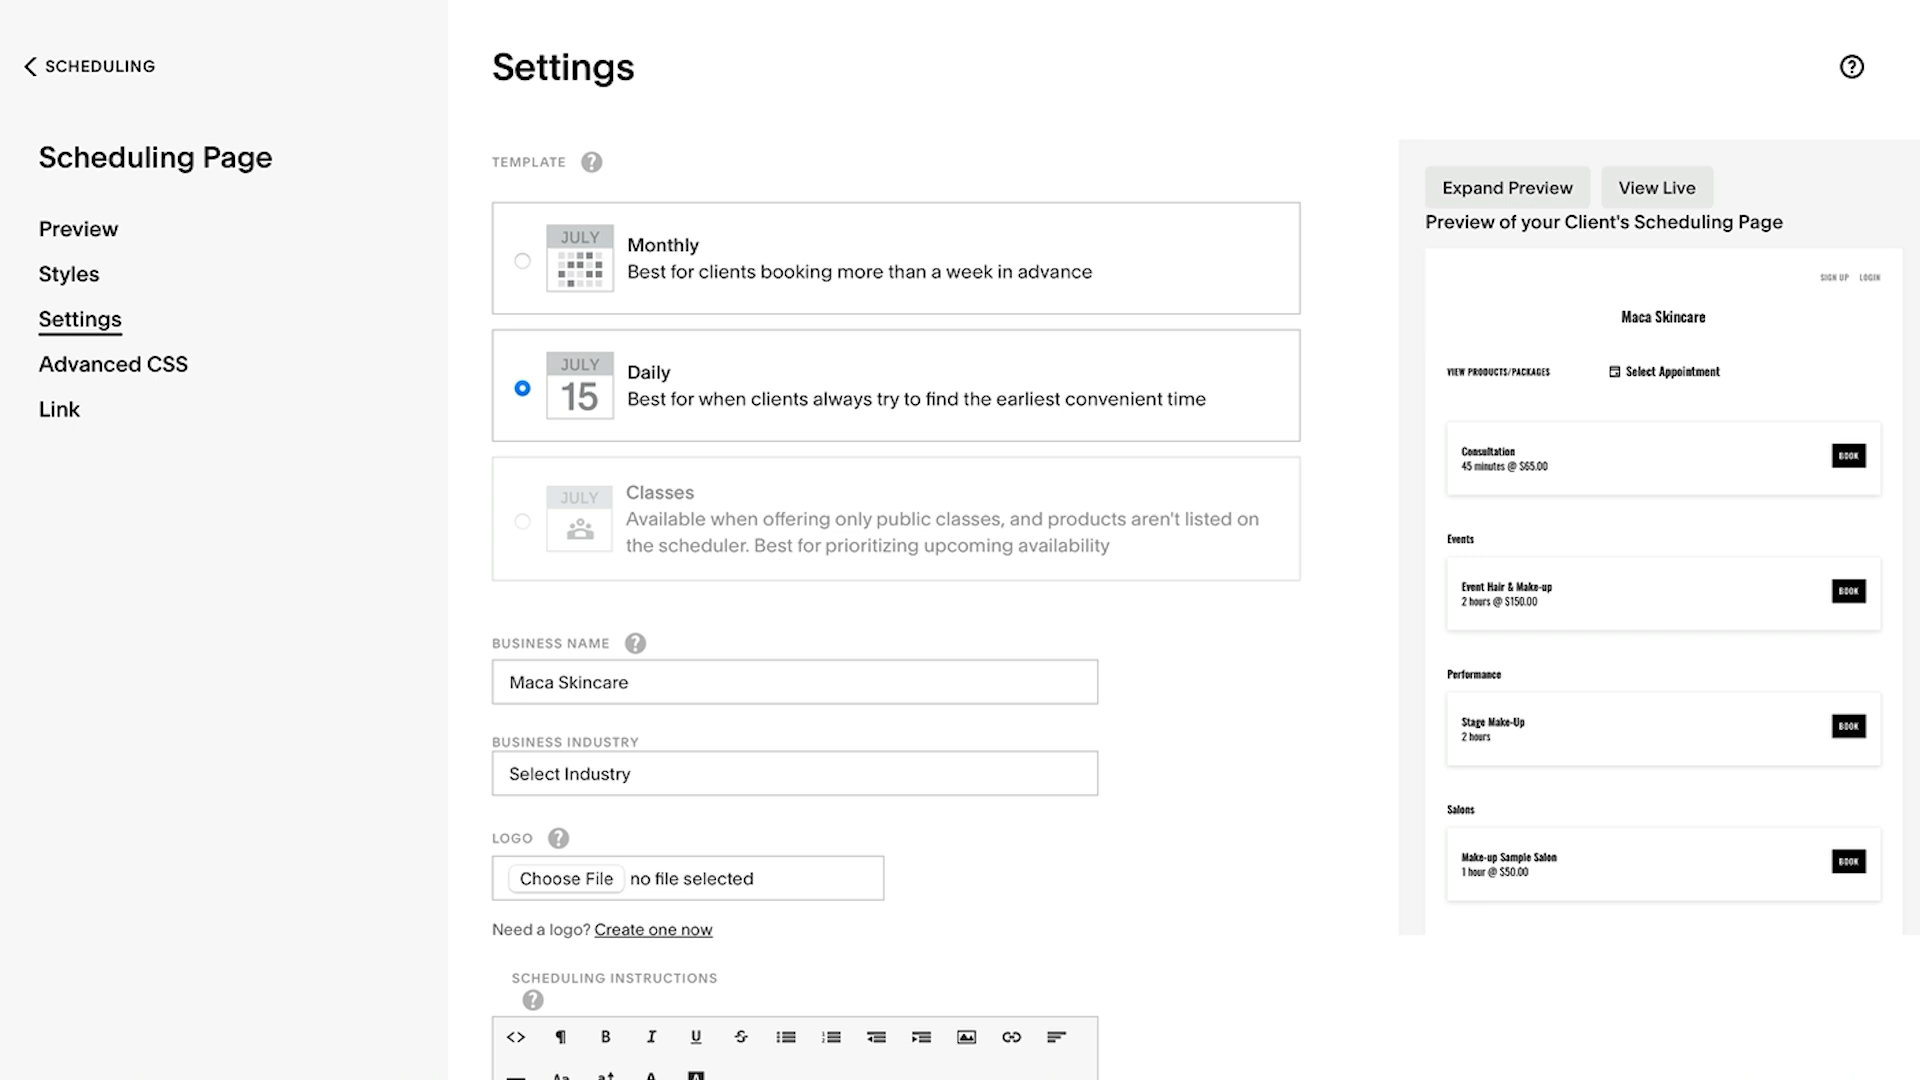 SCHEDULING
Settings
Scheduling Page
Preview
Styles
Settings
Advanced CSS
Link
TEMPLATE
JULY
Monthly
Best for clients booking more than a week in advance
JULY
15
Daily
Best for when clients always try to find the earliest convenient time
JULY
Classes
Available when offering only public classes, and products aren't listed on
the scheduler. Best for prioritizing upcoming availability
BUSINESS NAME
Maca Skincare
BUSINESS INDUSTRY
Select Industry
LOGO
Choose File no file selected
Need a logo? Create one now
SCHEDULING INSTRUCTIONS
Expand Preview View Live
Preview of your Client's Scheduling Page
SIGN UP LOGIN
Maca Skincare
VIEW PRODUCTS/PACKAGES Select Appointment
Consultation
45 minutes @ $65.00
BOOK
Events
Event Hair & Make-up
2 hours @ $150.00
BOOK
Performance
Stage Make-Up
2 hours
BOOK
Salons
Make-up Sample Salon
1 hour @ $50.00
BOOK